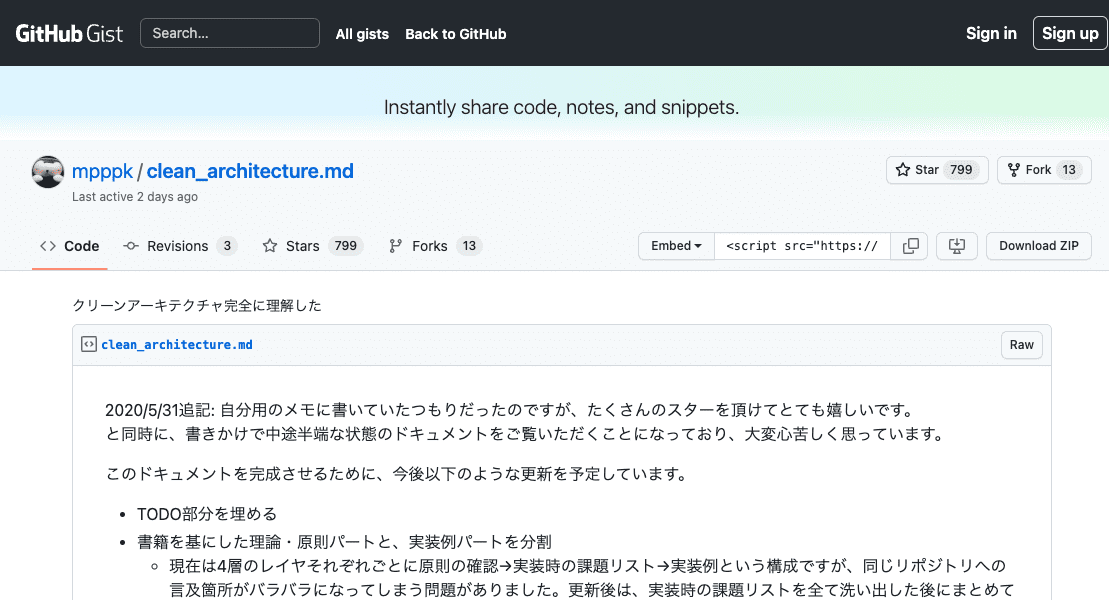 GitHub Gist Search... All gists Back to GitHub Sign in Sign up
Instantly share code, notes, and snippets.
mpppk / clean_architecture.md Star 799 Fork 13
Last active 2 days ago
Code Revisions 3 Stars 799 Forks 13 Embed <script src="https:// Download ZIP
クリーンアーキテクチャ完全に理解した
clean_architecture.md Raw
2020/5/31追記: 自分用のメモに書いていたつもりだったのですが、たくさんのスターを頂けてとても嬉しいです。
と同時に、書きかけで中途半端な状態のドキュメントをご覧いただくことになっており、大変心苦しく思っています。
このドキュメントを完成させるために、今後以下のような更新を予定しています。
• TODO部分を埋める
• 書籍を基にした理論・原則パートと、実装例パートを分割
◦ 現在は4層のレイヤそれぞれごとに原則の確認→実装時の課題リスト→実装例という構成ですが、同じリポジトリへの
言及箇所がバラバラになってしまう問題がありました。更新後は、実装時の課題リストを全て洗い出した後にまとめて